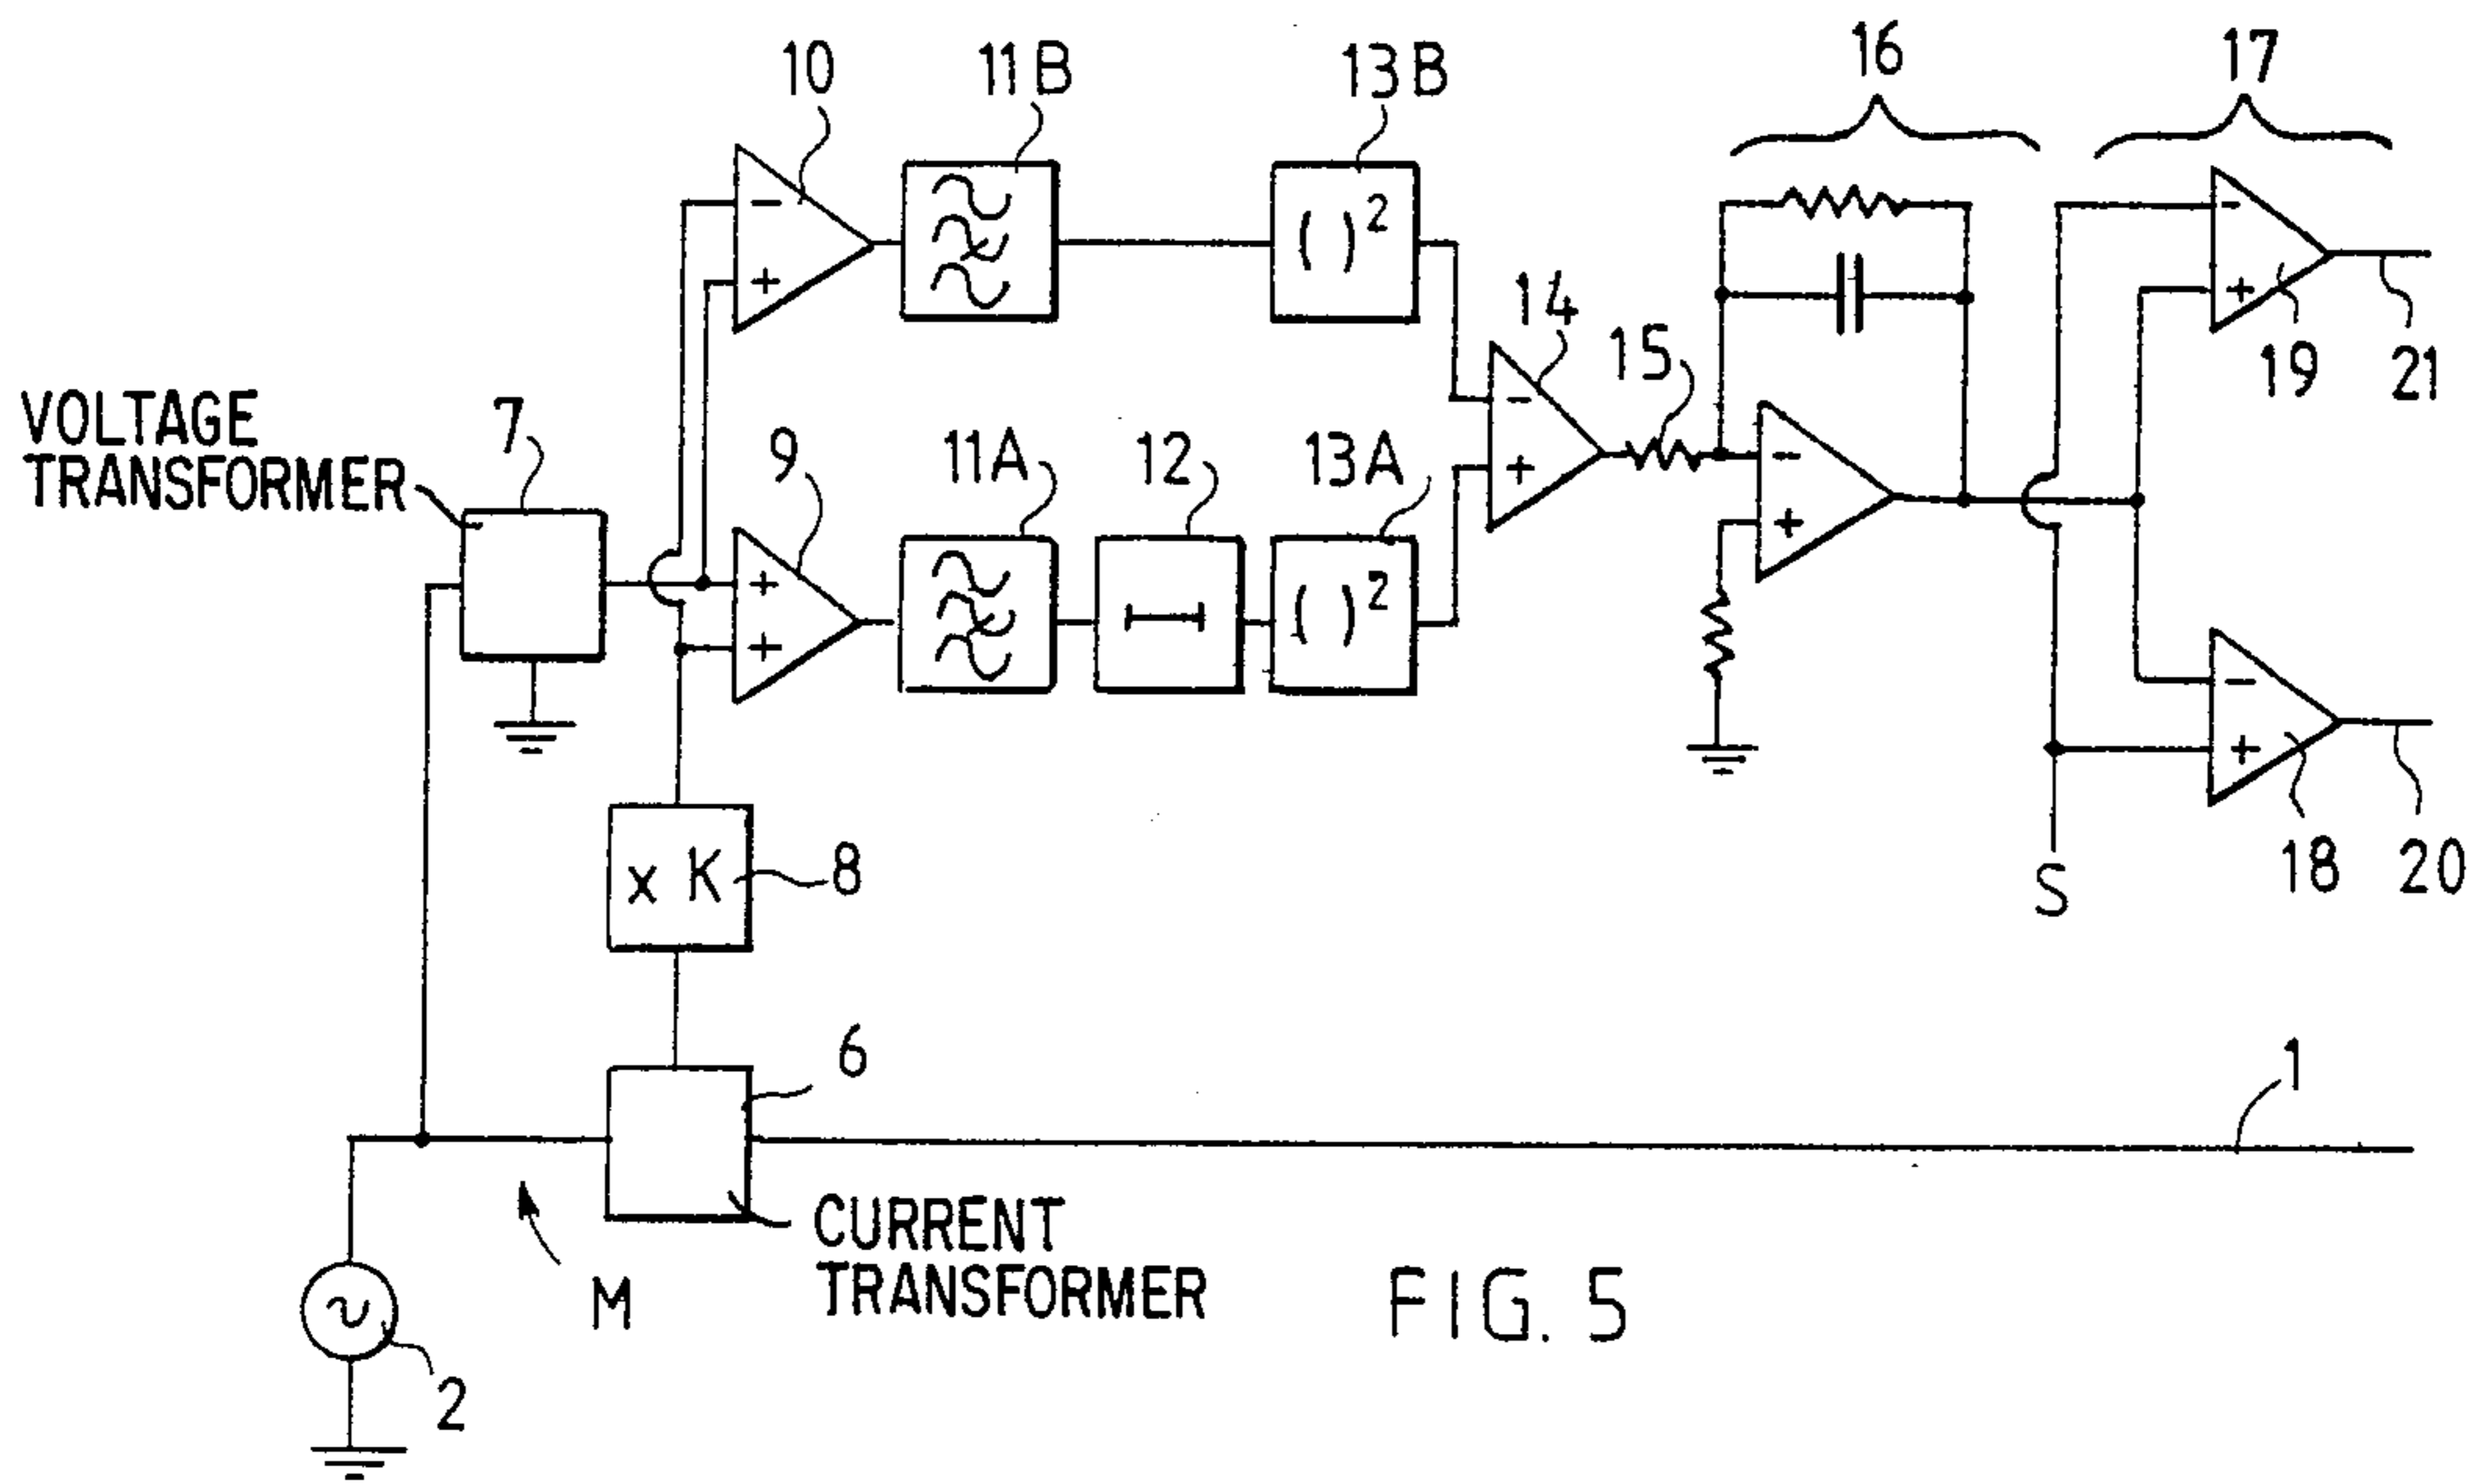 10
11B
13B
16
17
−
+
( )²
−
+
14
15
19
21
VOLTAGE
TRANSFORMER
7
9
11A
12
13A
−
+
−
+
+
+
( )²
−
+
x K
8
S
18
20
6
1
CURRENT
TRANSFORMER
M
2
FIG. 5